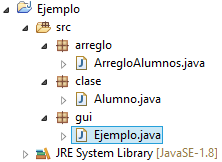 Ejemplo
src
arreglo
ArregloAlumnos.java
clase
Alumno.java
gui
Ejemplo.java
JRE System Library [JavaSE-1.8]